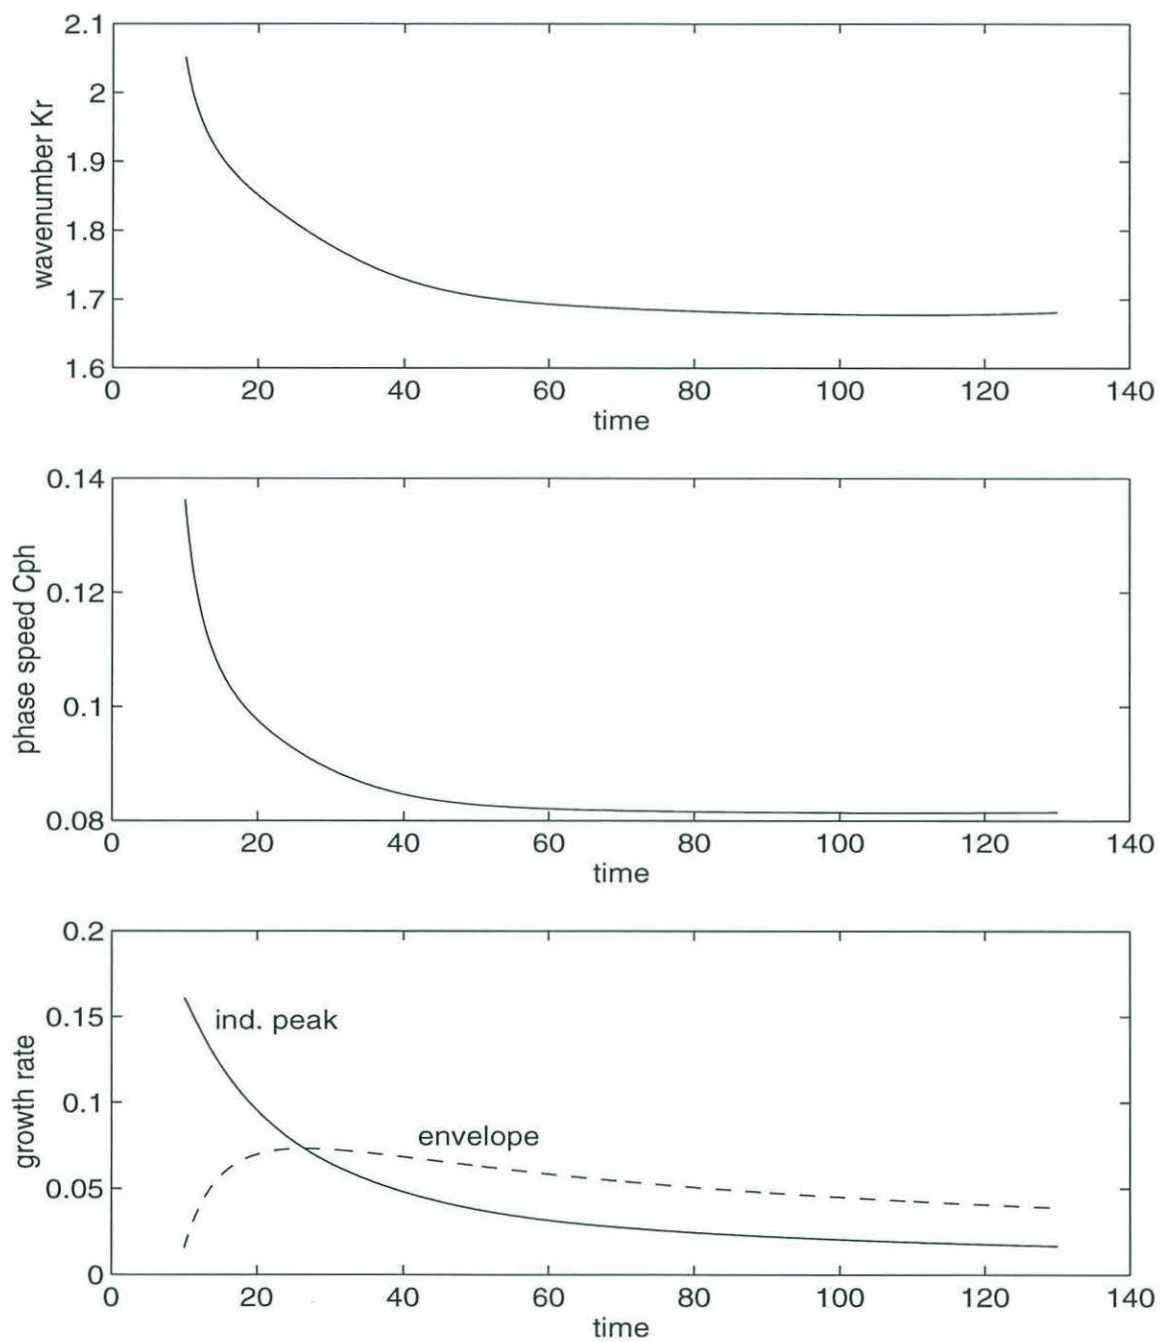 2.1
2
1.9
1.8
1.7
1.6
wavenumber Kr
0 20 40 60 80 100 120 140
time
0.14
0.12
0.1
0.08
phase speed Cph
0 20 40 60 80 100 120 140
time
0.2
0.15
0.1
0.05
0
growth rate
ind. peak
envelope
0 20 40 60 80 100 120 140
time